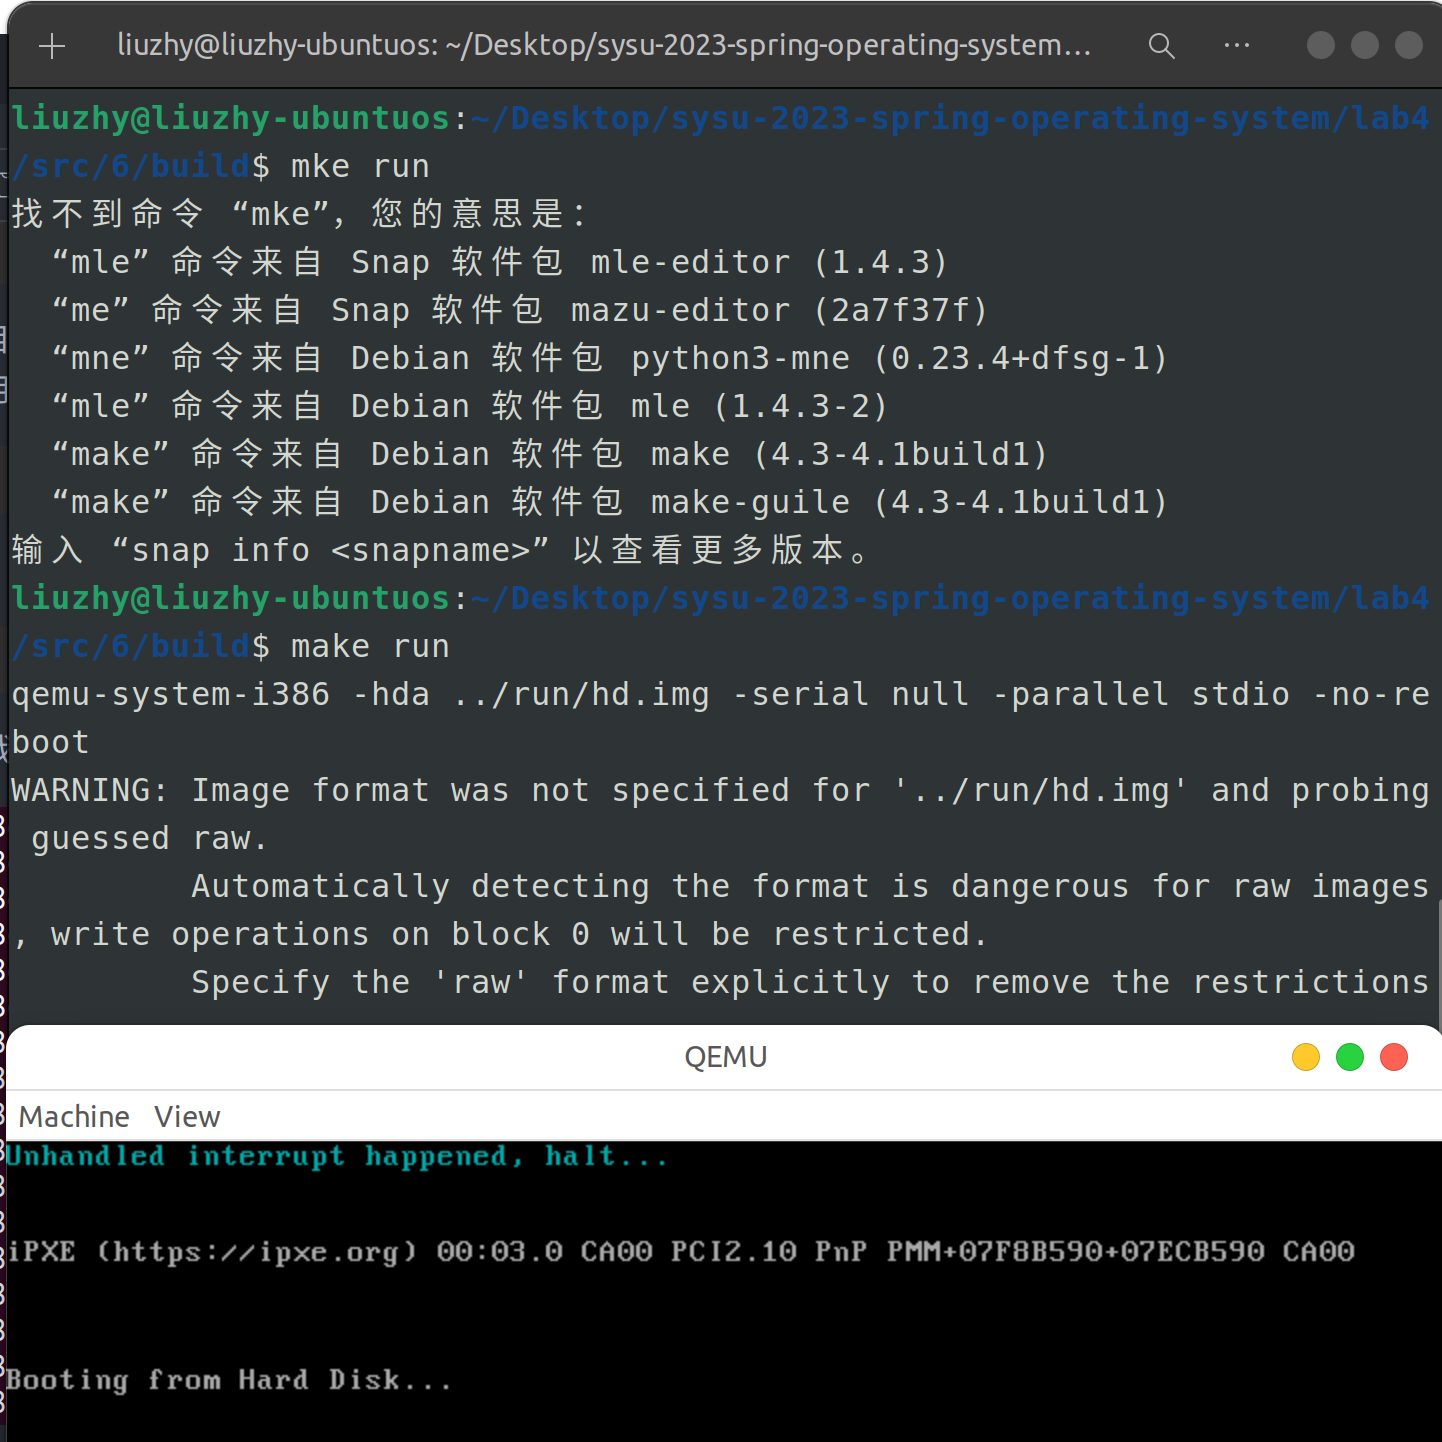 liuzhy@liuzhy-ubuntuos: ~/Desktop/sysu-2023-spring-operating-system...
liuzhy@liuzhy-ubuntuos:~/Desktop/sysu-2023-spring-operating-system/lab4
/src/6/build$ mke run
找不到命令 “mke”，您的意思是：
“mle” 命令来自 Snap 软件包 mle-editor (1.4.3)
“me” 命令来自 Snap 软件包 mazu-editor (2a7f37f)
“mne” 命令来自 Debian 软件包 python3-mne (0.23.4+dfsg-1)
“mle” 命令来自 Debian 软件包 mle (1.4.3-2)
“make” 命令来自 Debian 软件包 make (4.3-4.1build1)
“make” 命令来自 Debian 软件包 make-guile (4.3-4.1build1)
输入 “snap info <snapname>” 以查看更多版本。
liuzhy@liuzhy-ubuntuos:~/Desktop/sysu-2023-spring-operating-system/lab4
/src/6/build$ make run
qemu-system-i386 -hda ../run/hd.img -serial null -parallel stdio -no-re
boot
WARNING: Image format was not specified for '../run/hd.img' and probing
guessed raw.
Automatically detecting the format is dangerous for raw images
, write operations on block 0 will be restricted.
Specify the 'raw' format explicitly to remove the restrictions
QEMU
Machine View
Unhandled interrupt happened, halt...
iPXE (https://ipxe.org) 00:03.0 CA00 PCI2.10 PnP PMM+07F8B590+07ECB590 CA00
Booting from Hard Disk...